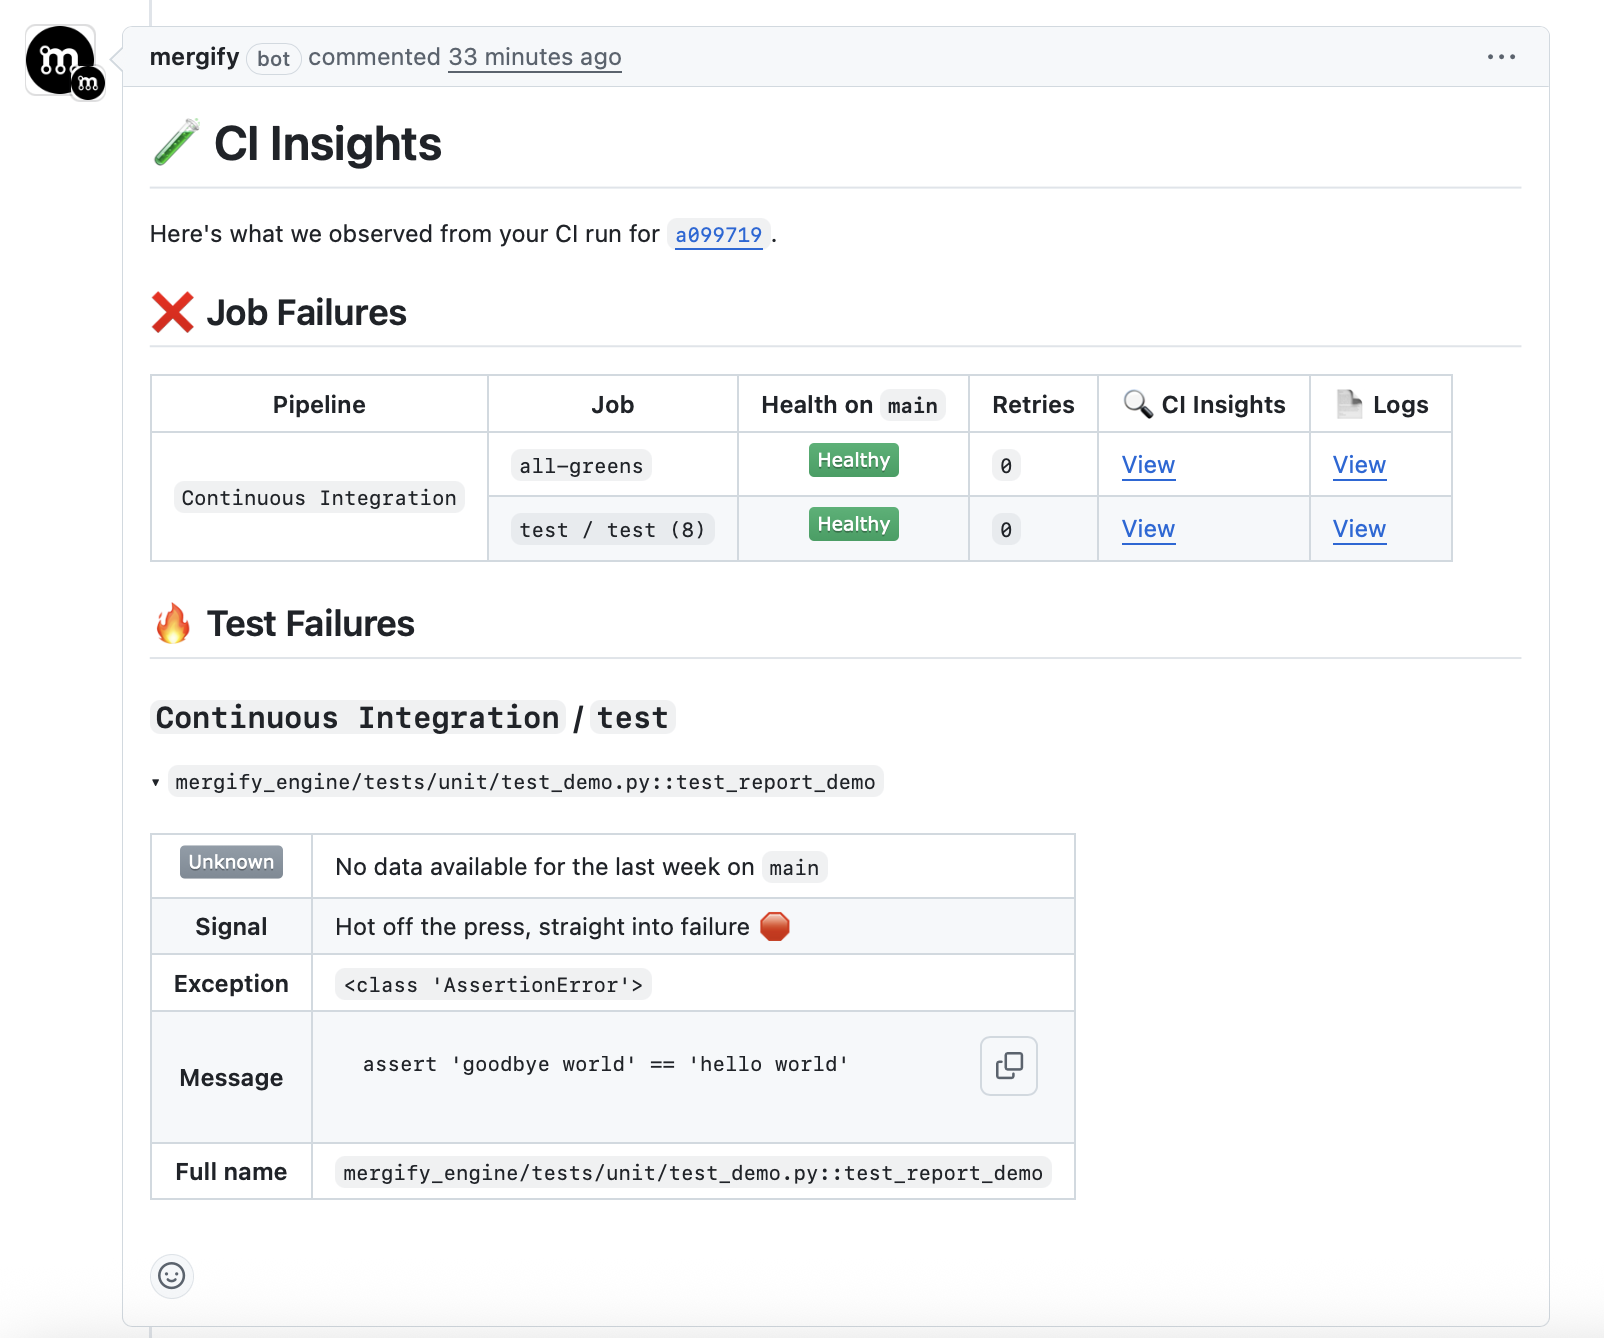 mergify bot commented 33 minutes ago
CI Insights
Here's what we observed from your CI run for a099719 .
Job Failures
Pipeline Job Health on main Retries CI Insights Logs
Continuous Integration all-greens Healthy 0 View View
test / test (8) Healthy 0 View View
Test Failures
Continuous Integration / test
mergify_engine/tests/unit/test_demo.py::test_report_demo
Unknown No data available for the last week on main
Signal Hot off the press, straight into failure
Exception <class 'AssertionError'>
Message assert 'goodbye world' == 'hello world'
Full name mergify_engine/tests/unit/test_demo.py::test_report_demo